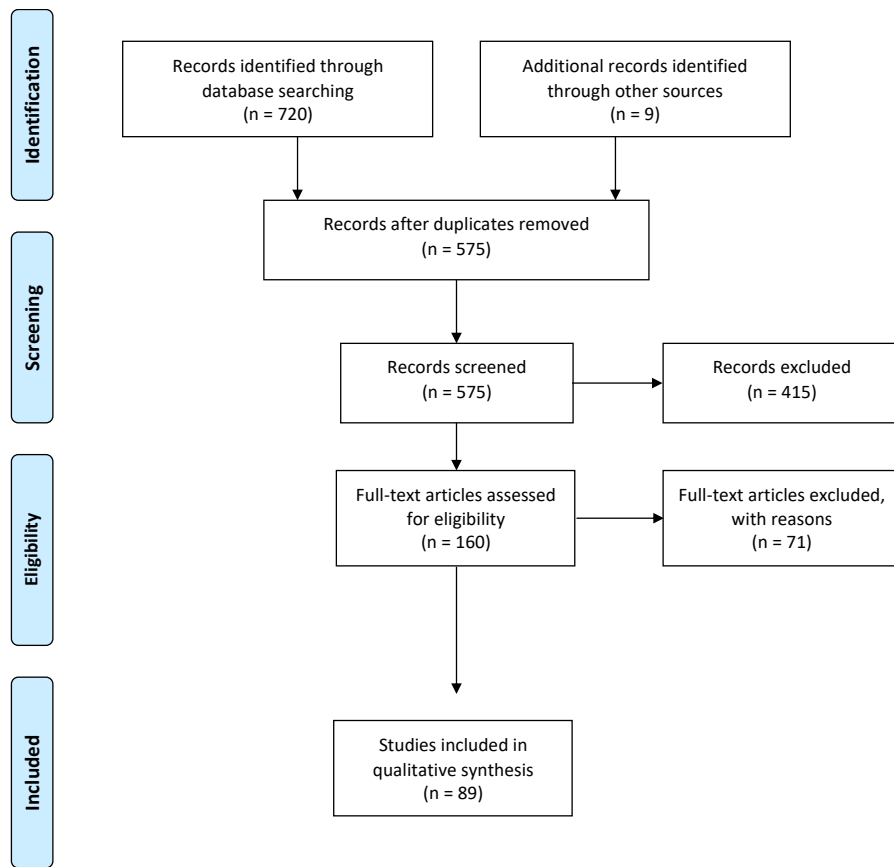 Identification
Records identified through
database searching
(n = 720)
Additional records identified
through other sources
(n = 9)
Records after duplicates removed
(n = 575)
Screening
Records screened
(n = 575)
Records excluded
(n = 415)
Eligibility
Full-text articles assessed
for eligibility
(n = 160)
Full-text articles excluded,
with reasons
(n = 71)
Included
Studies included in
qualitative synthesis
(n = 89)